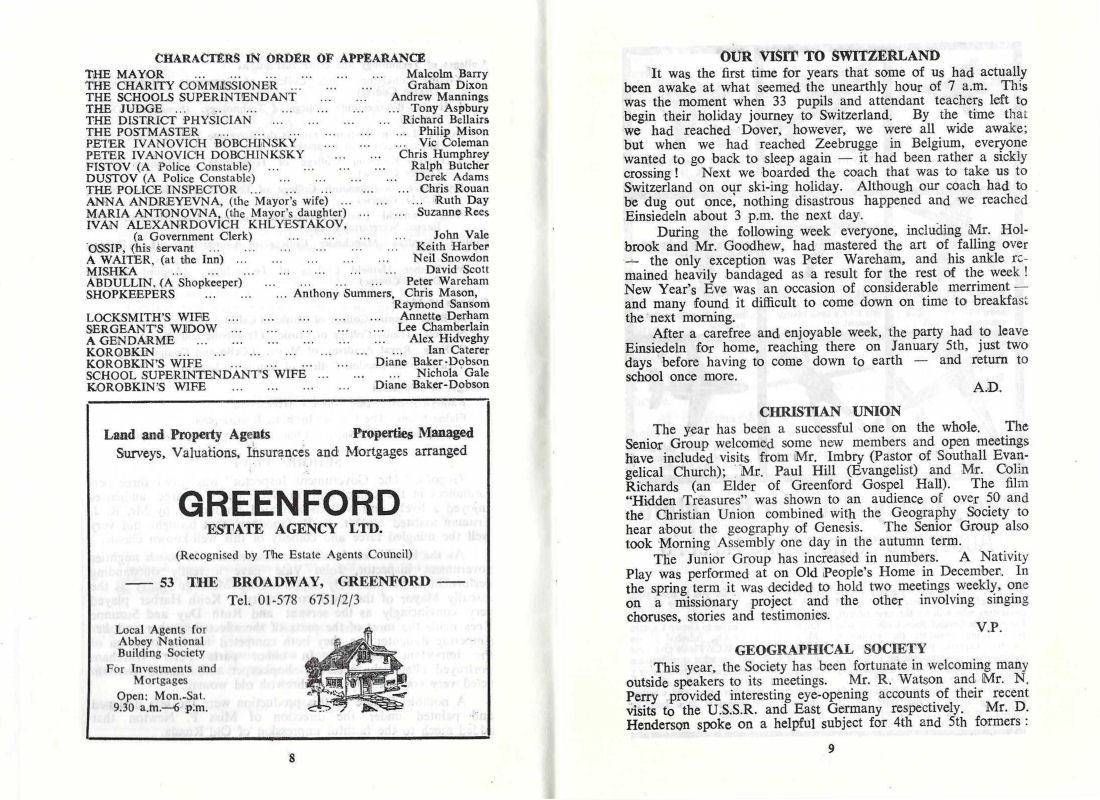 CHARACTERS IN ORDER OF APPEARANCE
THE MAYOR ... ... ... ... ... ... Malcolm Barry
THE CHARITY COMMISSIONER ... ... ... Graham Dixon
THE SCHOOLS SUPERINTENDANT ... ... Andrew Mannings
THE JUDGE ... ... ... ... ... ... Tony Aspbury
THE DISTRICT PHYSICIAN ... ... ... ... Richard Bellairs
THE POSTMASTER ... ... ... ... ... Philip Mison
PETER IVANOVICH BOBCHINSKY ... ... ... Vic Coleman
PETER IVANOVICH DOBCHINKSKY ... ... Chris Humphrey
FISTOV (A Police Constable) ... ... ... ... Ralph Butcher
DUSTOV (A Police Constable) ... ... ... ... Derek Adams
THE POLICE INSPECTOR ... ... ... ... ... Chris Rouan
ANNA ANDREYEVNA, (the Mayor's wife) ... ... ... Ruth Day
MARIA ANTONOVNA, (the Mayor's daughter) ... ... Suzanne Rees
IVAN ALEXANRDOVICH KHLYESTAKOV,
(a Government Clerk) ... ... ... ... John Vale
OSSIP, (his servant ... ... ... ... ... ... Keith Harber
A WAITER, (at the Inn) ... ... ... ... ... Neil Snowdon
MISHKA ... ... ... ... ... ... ... David Scott
ABDULLIN, (A Shopkeeper) ... ... ... ... Peter Wareham
SHOPKEEPERS ... ... ... Anthony Summers, Chris Mason,
Raymond Sansom
LOCKSMITH'S WIFE ... ... ... ... ... Annette Derham
SERGEANT'S WIDOW ... ... ... ... ... Lee Chamberlain
A GENDARME ... ... ... ... ... ... Alex Hidveghy
KOROBKIN ... ... ... ... ... ... ... Ian Caterer
KOROBKIN'S WIFE ... ... ... ... Diane Baker-Dobson
SCHOOL SUPERINTENDANT'S WIFE ... ... ... Nichola Gale
KOROBKIN'S WIFE ... ... ... ... Diane Baker-Dobson
Land and Property Agents Properties Managed
Surveys, Valuations, Insurances and Mortgages arranged
GREENFORD
ESTATE AGENCY LTD.
(Recognised by The Estate Agents Council)
—— 53 THE BROADWAY, GREENFORD ——
Tel. 01-578 6751/2/3
Local Agents for
Abbey National
Building Society
For Investments and
Mortgages
Open: Mon.-Sat.
9.30 a.m.—6 p.m.
8
OUR VISIT TO SWITZERLAND
It was the first time for years that some of us had actually
been awake at what seemed the unearthly hour of 7 a.m. This
was the moment when 33 pupils and attendant teachers left to
begin their holiday journey to Switzerland. By the time that
we had reached Dover, however, we were all wide awake;
but when we had reached Zeebrugge in Belgium, everyone
wanted to go back to sleep again — it had been rather a sickly
crossing! Next we boarded the coach that was to take us to
Switzerland on our ski-ing holiday. Although our coach had to
be dug out once, nothing disastrous happened and we reached
Einsiedeln about 3 p.m. the next day.
During the following week everyone, including Mr. Hol-
brook and Mr. Goodhew, had mastered the art of falling over
— the only exception was Peter Wareham, and his ankle re-
mained heavily bandaged as a result for the rest of the week!
New Year's Eve was an occasion of considerable merriment —
and many found it difficult to come down on time to breakfast
the next morning.
After a carefree and enjoyable week, the party had to leave
Einsiedeln for home, reaching there on January 5th, just two
days before having to come down to earth — and return to
school once more.
A.D.
CHRISTIAN UNION
The year has been a successful one on the whole. The
Senior Group welcomed some new members and open meetings
have included visits from Mr. Imbry (Pastor of Southall Evan-
gelical Church); Mr. Paul Hill (Evangelist) and Mr. Colin
Richards (an Elder of Greenford Gospel Hall). The film
"Hidden Treasures" was shown to an audience of over 50 and
the Christian Union combined with the Geography Society to
hear about the geography of Genesis. The Senior Group also
took Morning Assembly one day in the autumn term.
The Junior Group has increased in numbers. A Nativity
Play was performed at on Old People's Home in December. In
the spring term it was decided to hold two meetings weekly, one
on a missionary project and the other involving singing
choruses, stories and testimonies.
V.P.
GEOGRAPHICAL SOCIETY
This year, the Society has been fortunate in welcoming many
outside speakers to its meetings. Mr. R. Watson and Mr. N.
Perry provided interesting eye-opening accounts of their recent
visits to the U.S.S.R. and East Germany respectively. Mr. D.
Henderson spoke on a helpful subject for 4th and 5th formers:
9